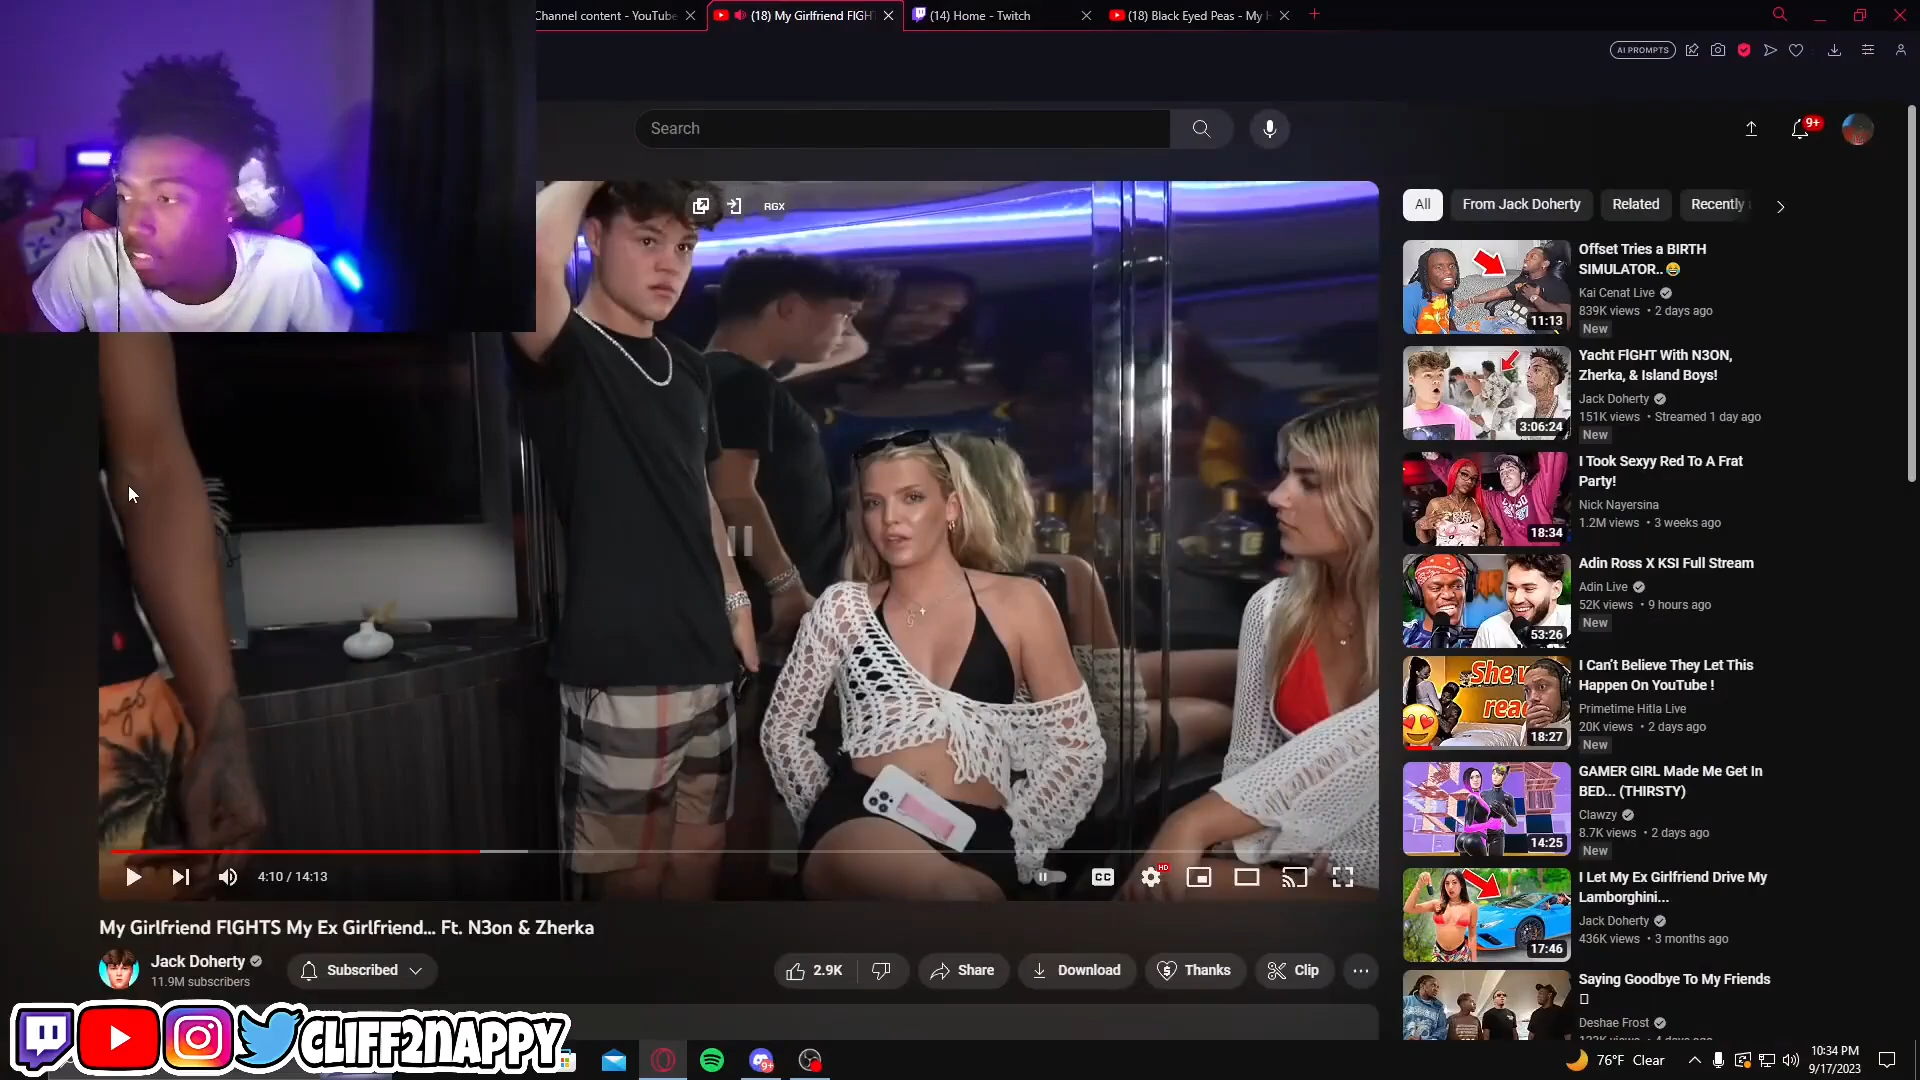 Channel content - YouTube
(18) My Girlfriend FIGH
(14) Home - Twitch
(18) Black Eyed Peas - My H
AI PROMPTS
Search
9+
RGX
All
From Jack Doherty
Related
Recently
Offset Tries a BIRTH
SIMULATOR.. 😂
Kai Cenat Live
839K views • 2 days ago
New
11:13
Yacht FIGHT With N3ON,
Zherka, & Island Boys!
Jack Doherty
151K views • Streamed 1 day ago
New
3:06:24
I Took Sexyy Red To A Frat
Party!
Nick Nayersina
1.2M views • 3 weeks ago
18:34
Adin Ross X KSI Full Stream
Adin Live
52K views • 9 hours ago
New
53:26
I Can't Believe They Let This
Happen On YouTube !
Primetime Hitla Live
20K views • 2 days ago
New
18:27
GAMER GIRL Made Me Get In
BED... (THIRSTY)
Clawzy
8.7K views • 2 days ago
New
14:25
I Let My Ex Girlfriend Drive My
Lamborghini...
Jack Doherty
436K views • 3 months ago
17:46
Saying Goodbye To My Friends
Deshae Frost
4:10 / 14:13
CC
HD
My Girlfriend FIGHTS My Ex Girlfriend... Ft. N3on & Zherka
Jack Doherty
11.9M subscribers
Subscribed
2.9K
Share
Download
Thanks
Clip
CLIFF2NAPPY
9+
76°F Clear
10:34 PM
9/17/2023